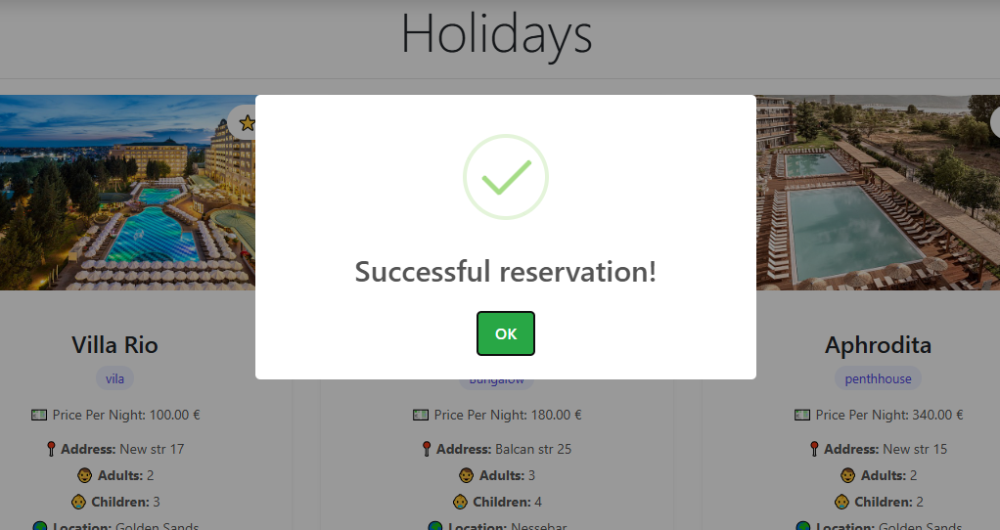 Holidays
Successful reservation!
OK
Villa Rio
vila
Price Per Night: 100.00 €
Address: New str 17
Adults: 2
Children: 3
Location: Golden Sands
Bungalow
Price Per Night: 180.00 €
Address: Balcan str 25
Adults: 3
Children: 4
Location: Nessebar
Aphrodita
penthhouse
Price Per Night: 340.00 €
Address: New str 15
Adults: 2
Children: 2
Location: Golden Sands